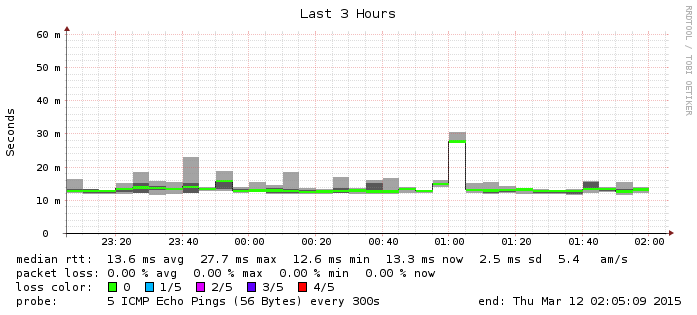 Last 3 Hours
RRDTOOL / TOBI OETIKER
Seconds
60 m
50 m
40 m
30 m
20 m
10 m
0
23:20 23:40 00:00 00:20 00:40 01:00 01:20 01:40 02:00
median rtt: 13.6 ms avg 27.7 ms max 12.6 ms min 13.3 ms now 2.5 ms sd 5.4 am/s
packet loss: 0.00 % avg 0.00 % max 0.00 % min 0.00 % now
loss color: 0 1/5 2/5 3/5 4/5
probe: 5 ICMP Echo Pings (56 Bytes) every 300s end: Thu Mar 12 02:05:09 2015